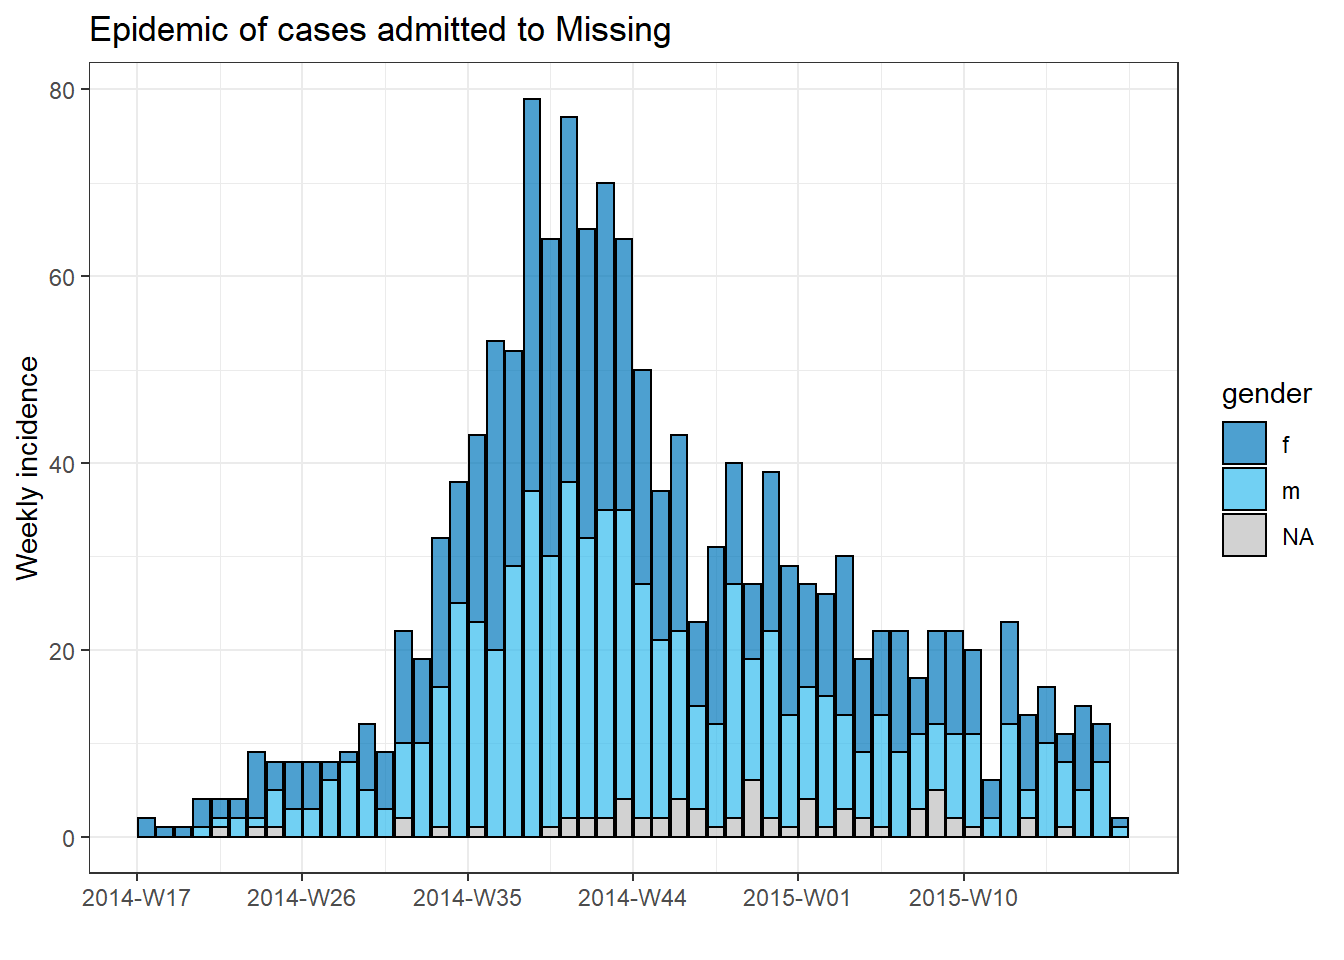 Epidemic of cases admitted to Missing
Weekly incidence
80
60
40
20
0
2014-W17 2014-W26 2014-W35 2014-W44 2015-W01 2015-W10
gender
f
m
NA